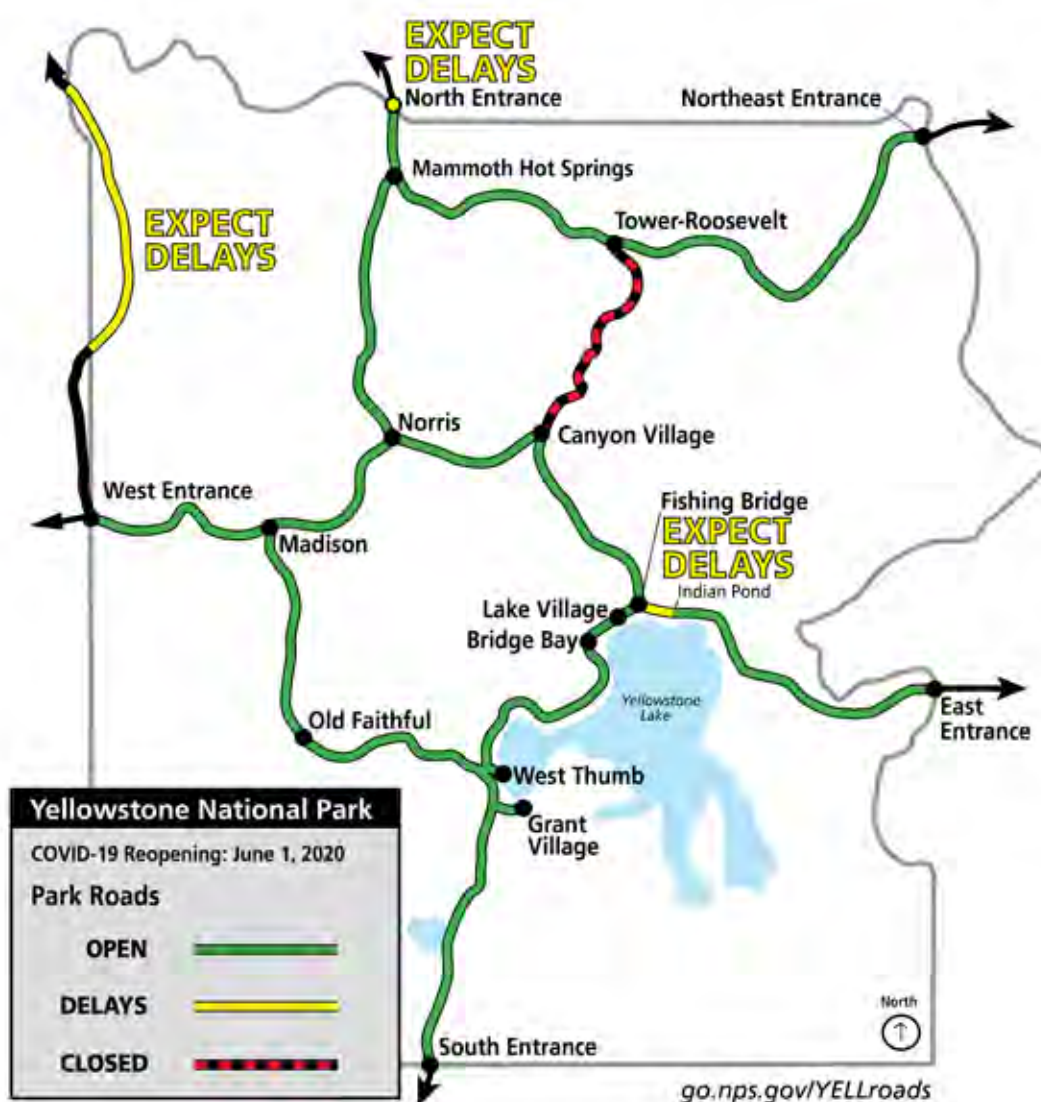 EXPECT
DELAYS
North Entrance
Northeast Entrance
Mammoth Hot Springs
Tower-Roosevelt
EXPECT
DELAYS
Norris
Canyon Village
West Entrance
Madison
Fishing Bridge
EXPECT
DELAYS
Indian Pond
Lake Village
Bridge Bay
Yellowstone
Lake
East
Entrance
Old Faithful
West Thumb
Grant
Village
Yellowstone National Park
COVID-19 Reopening: June 1, 2020
Park Roads
OPEN
DELAYS
CLOSED
South Entrance
North
go.nps.gov/YELLroads